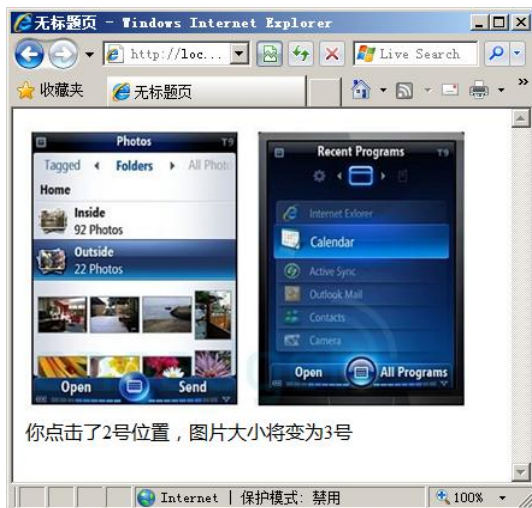 无标题页 - Windows Internet Explorer
http://loc...
Live Search
收藏夹
无标题页
»
Photos
T9
Tagged
Folders
All Phot
Home
Inside
92 Photos
Outside
22 Photos
Open
Send
Recent Programs
T9
Internet Exlorer
Calendar
Active Sync
Outlook Mail
Contacts
Camera
Open
All Programs
你点击了2号位置，图片大小将变为3号
Internet | 保护模式: 禁用
100%